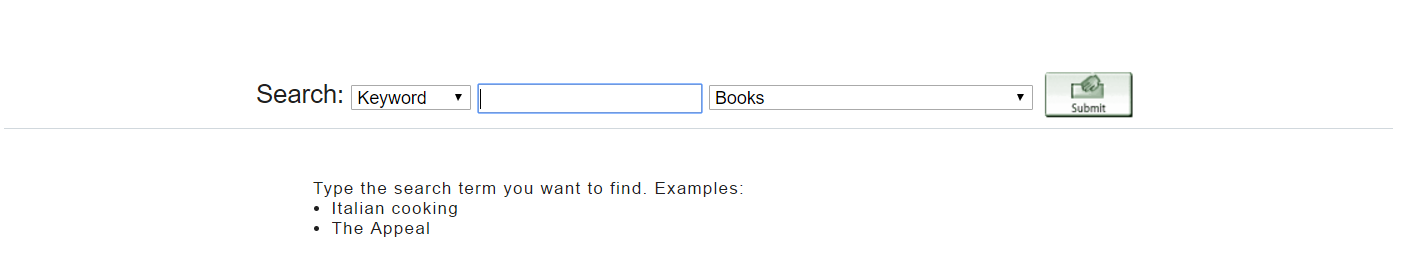 Search: Keyword Books Submit
Type the search term you want to find. Examples:
• Italian cooking
• The Appeal